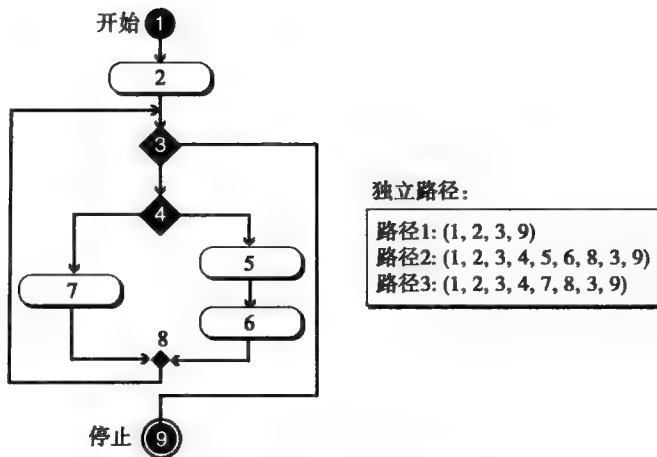 开始 1
2
3
4
5
7
6
8
停止 9
独立路径：
路径1: (1, 2, 3, 9)
路径2: (1, 2, 3, 4, 5, 6, 8, 3, 9)
路径3: (1, 2, 3, 4, 7, 8, 3, 9)